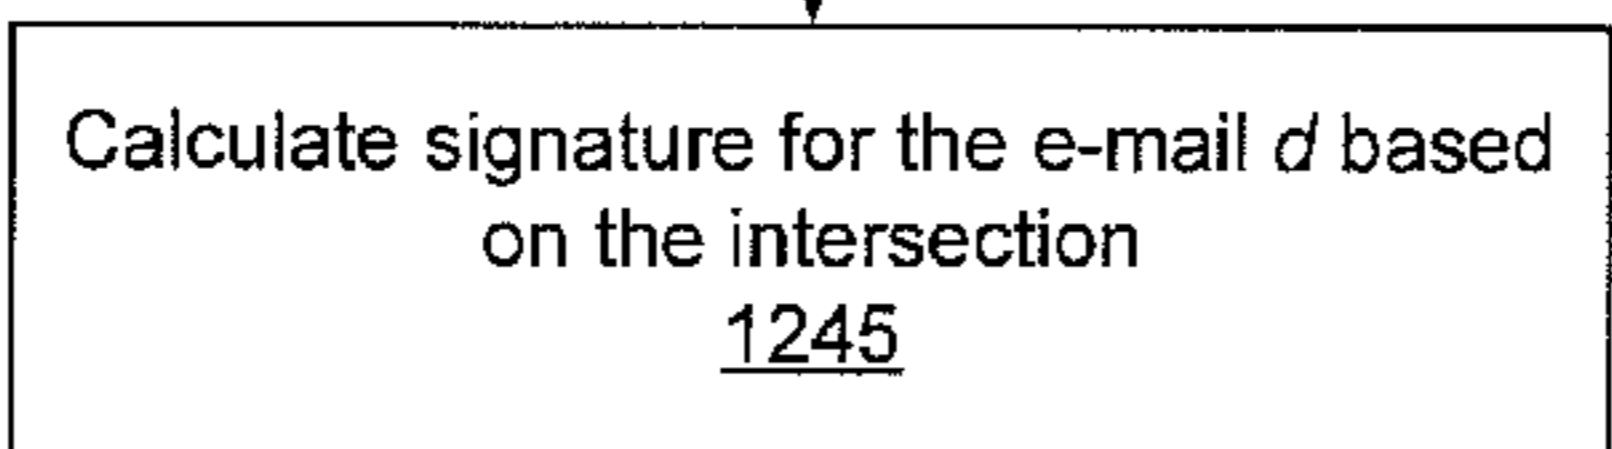 Calculate signature for the e-mail d based
on the intersection
1245